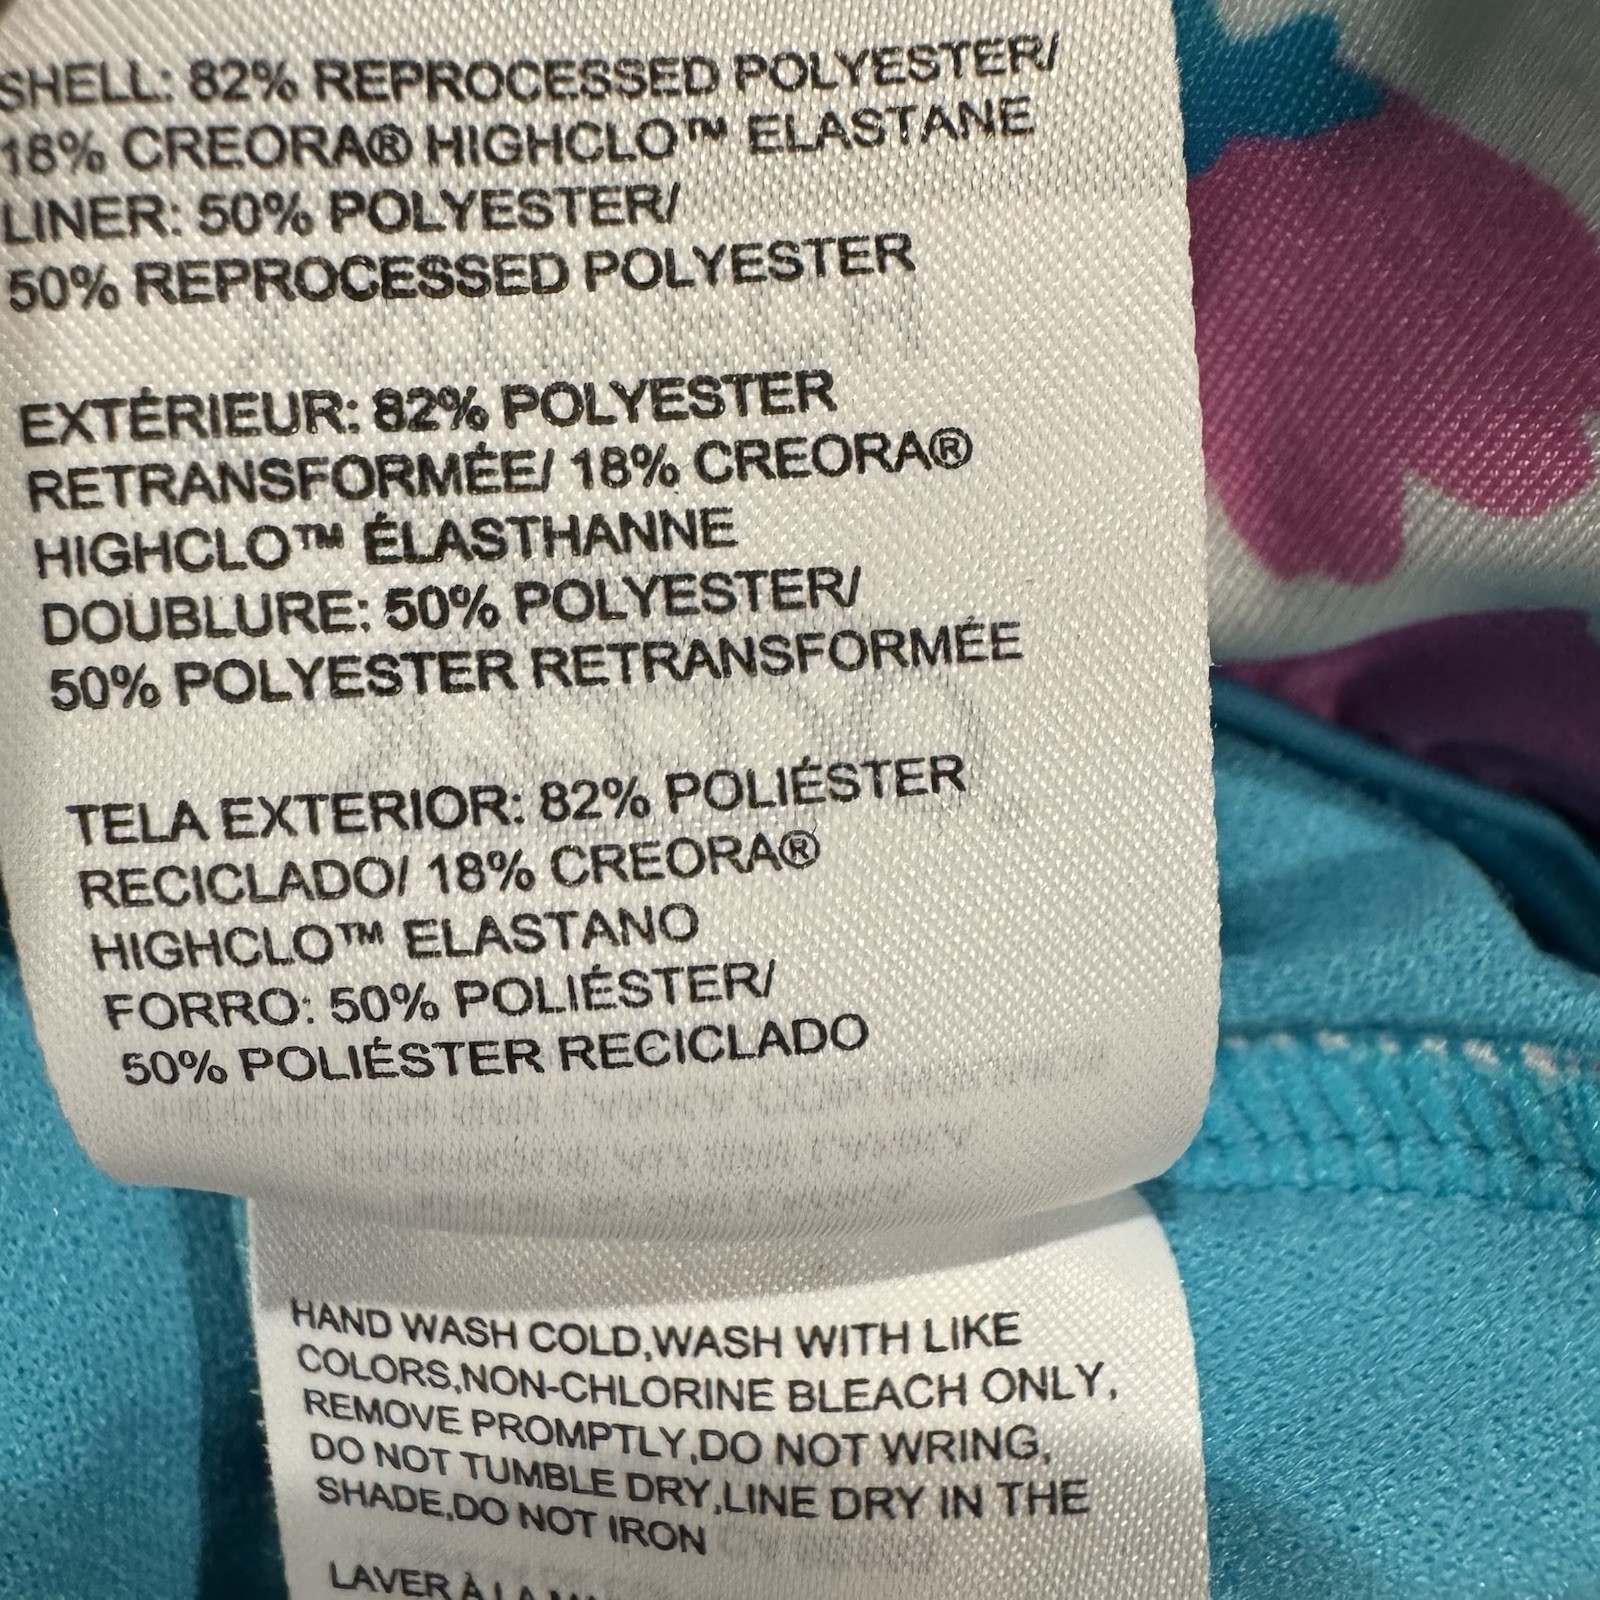 SHELL: 82% REPROCESSED POLYESTER/
18% CREORA® HIGHCLO™ ELASTANE
LINER: 50% POLYESTER/
50% REPROCESSED POLYESTER
EXTÉRIEUR: 82% POLYESTER
RETRANSFORMÉE/ 18% CREORA®
HIGHCLO™ ÉLASTHANNE
DOUBLURE: 50% POLYESTER/
50% POLYESTER RETRANSFORMÉE
TELA EXTERIOR: 82% POLIÉSTER
RECICLADO/ 18% CREORA®
HIGHCLO™ ELASTANO
FORRO: 50% POLIÉSTER/
50% POLIÉSTER RECICLADO
HAND WASH COLD,WASH WITH LIKE
COLORS,NON-CHLORINE BLEACH ONLY,
REMOVE PROMPTLY,DO NOT WRING,
DO NOT TUMBLE DRY,LINE DRY IN THE
SHADE,DO NOT IRON
LAVER À LA